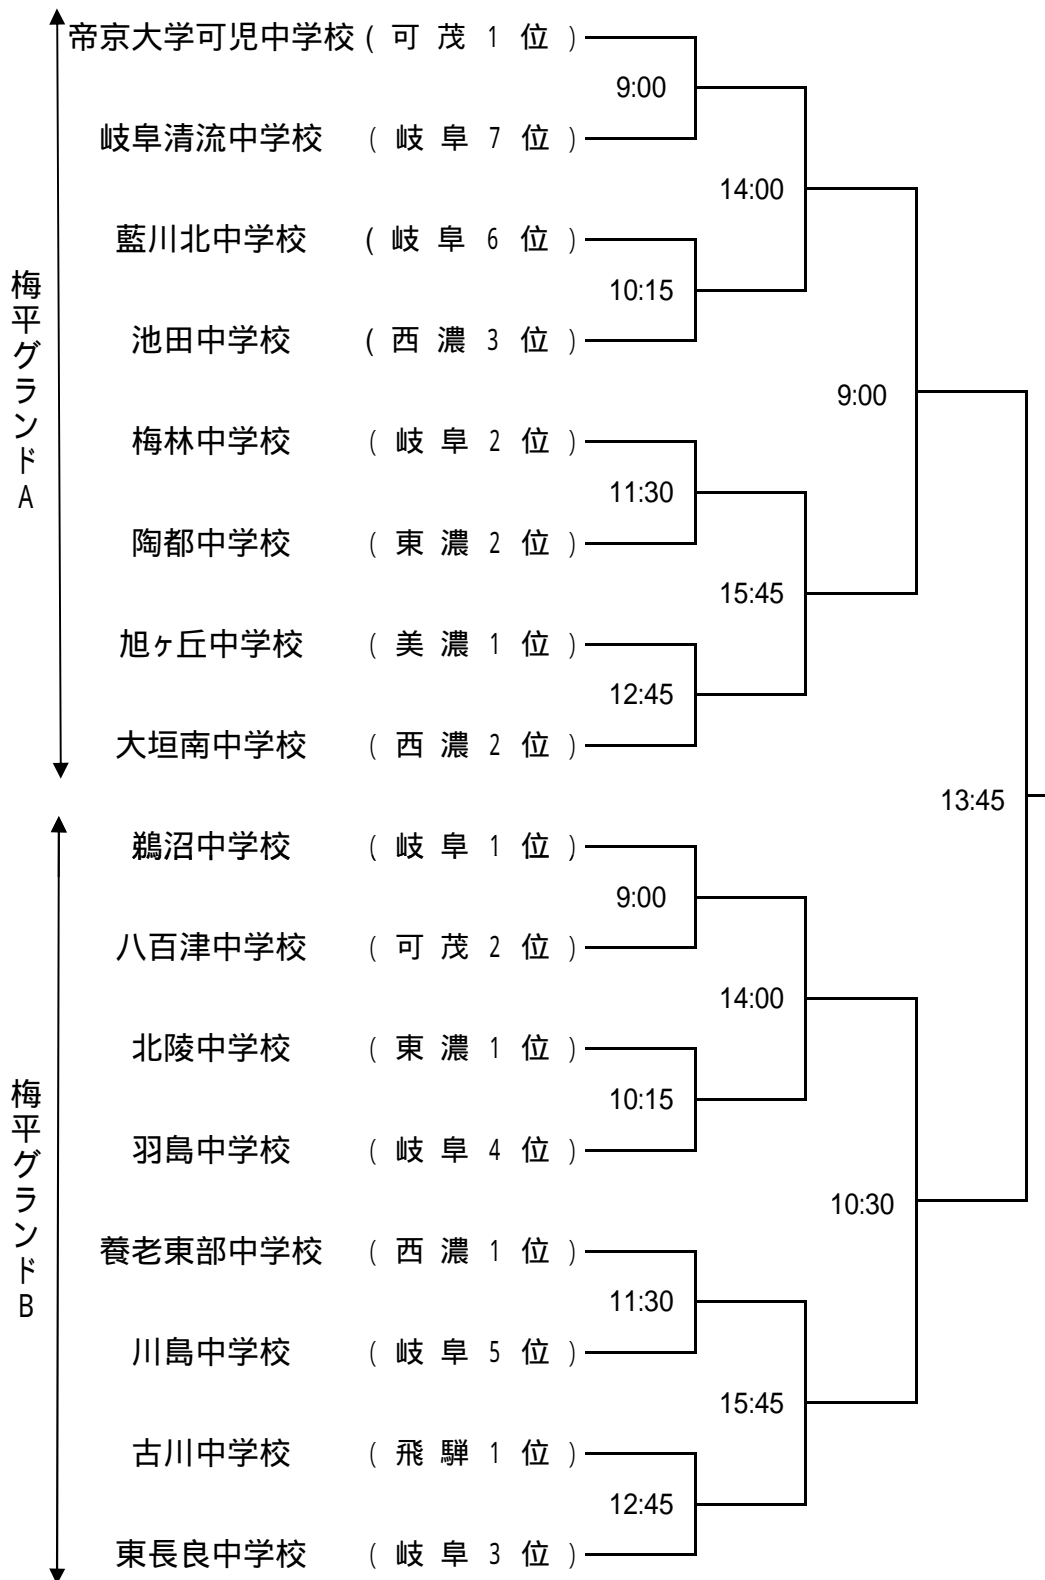 帝京大学可児中学校 ( 可 茂 1 位 )
9:00
岐阜清流中学校 ( 岐 阜 7 位 )
14:00
藍川北中学校 ( 岐 阜 6 位 )
10:15
池田中学校 ( 西 濃 3 位 )
梅平グランドA
9:00
梅林中学校 ( 岐 阜 2 位 )
11:30
陶都中学校 ( 東 濃 2 位 )
15:45
旭ヶ丘中学校 ( 美 濃 1 位 )
12:45
大垣南中学校 ( 西 濃 2 位 )
13:45
鵜沼中学校 ( 岐 阜 1 位 )
9:00
八百津中学校 ( 可 茂 2 位 )
14:00
北陵中学校 ( 東 濃 1 位 )
10:15
羽島中学校 ( 岐 阜 4 位 )
梅平グランドB
10:30
養老東部中学校 ( 西 濃 1 位 )
11:30
川島中学校 ( 岐 阜 5 位 )
15:45
古川中学校 ( 飛 騨 1 位 )
12:45
東長良中学校 ( 岐 阜 3 位 )